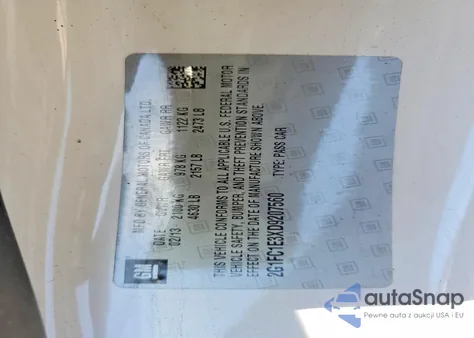 MFD BY GENERAL MOTORS OF CANADA LTD.
DATE GVWR GAWR FRT GAWR RR
02/13 2100 KG 978 KG 1122 KG
4630 LB 2157 LB 2473 LB
THIS VEHICLE CONFORMS TO ALL APPLICABLE U.S. FEDERAL MOTOR
VEHICLE SAFETY, BUMPER, AND THEFT PREVENTION STANDARDS IN
EFFECT ON THE DATE OF MANUFACTURE SHOWN ABOVE.
2G1FC1E3XD9207560 TYPE: PASS CAR
GM
autoSnap
Pewne auta z aukcji USA i EU